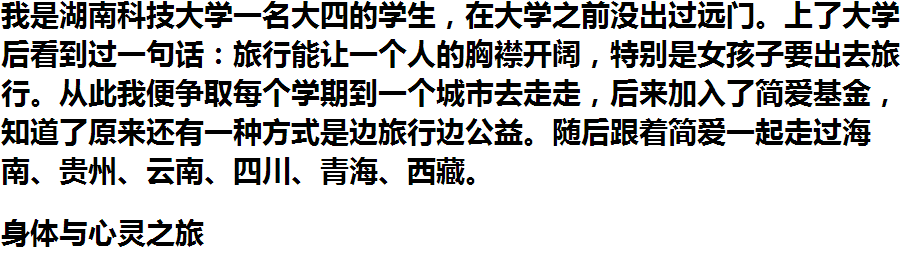 我是湖南科技大学一名大四的学生，在大学之前没出过远门。上了大学
后看到过一句话：旅行能让一个人的胸襟开阔，特别是女孩子要出去旅
行。从此我便争取每个学期到一个城市去走走，后来加入了简爱基金，
知道了原来还有一种方式是边旅行边公益。随后跟着简爱一起走过海
南、贵州、云南、四川、青海、西藏。
身体与心灵之旅